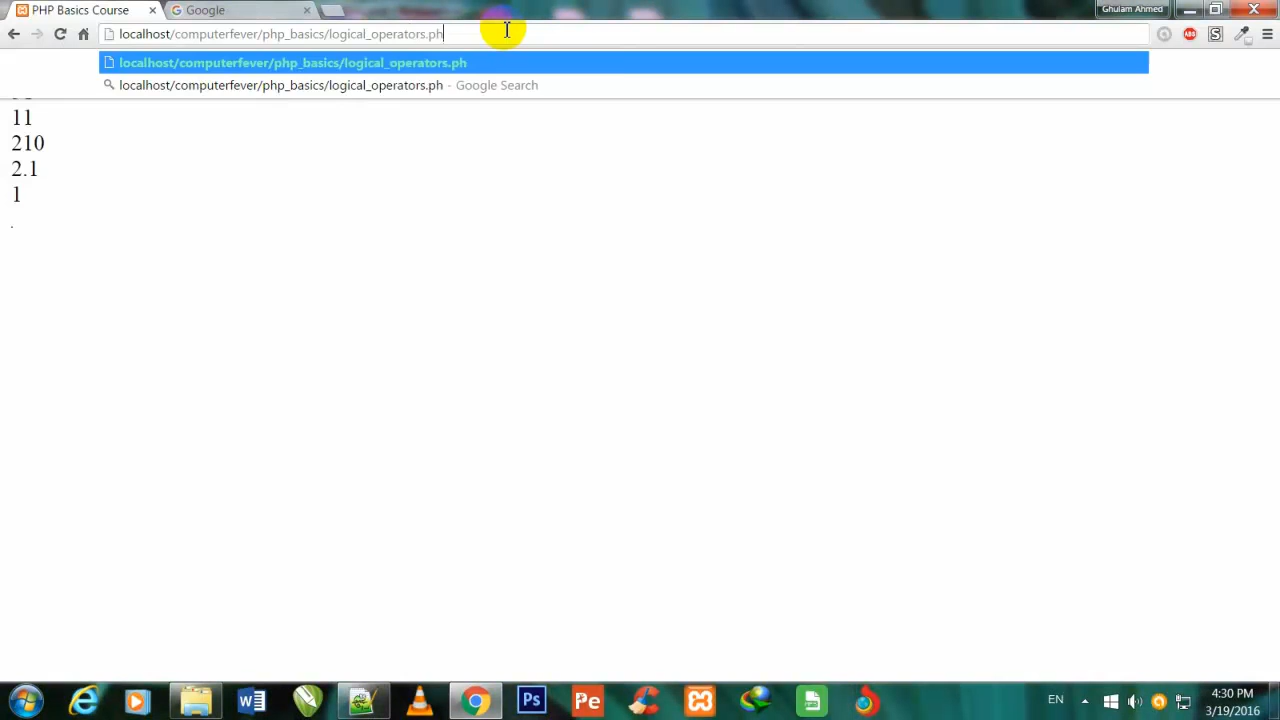 PHP Basics Course
Google
Ghulam Ahmed
localhost/computerfever/php_basics/logical_operators.ph
localhost/computerfever/php_basics/logical_operators.ph
localhost/computerfever/php_basics/logical_operators.ph - Google Search
11
210
2.1
1
.
EN
4:30 PM
3/19/2016